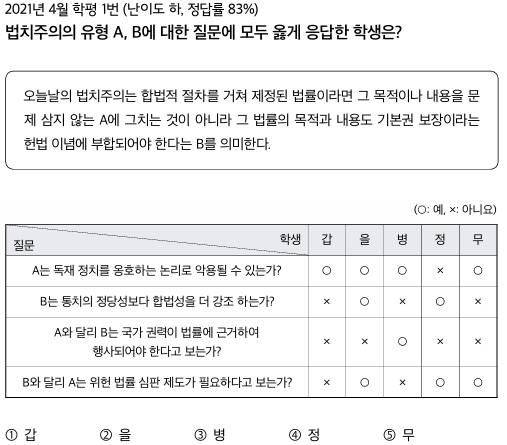 2021년 4월 학평 1번 (난이도 하, 정답률 83%)
법치주의의 유형 A, B에 대한 질문에 모두 옳게 응답한 학생은?
오늘날의 법치주의는 합법적 절차를 거쳐 제정된 법률이라면 그 목적이나 내용을 문
제 삼지 않는 A에 그치는 것이 아니라 그 법률의 목적과 내용도 기본권 보장이라는
헌법 이념에 부합되어야 한다는 B를 의미한다.
(○: 예, ×: 아니요)
질문 학생 갑 을 병 정 무
A는 독재 정치를 옹호하는 논리로 악용될 수 있는가? ○ ○ ○ × ○
B는 통치의 정당성보다 합법성을 더 강조 하는가? × ○ × ○ ×
A와 달리 B는 국가 권력이 법률에 근거하여
행사되어야 한다고 보는가? × × ○ × ×
B와 달리 A는 위헌 법률 심판 제도가 필요하다고 보는가? × ○ × ○ ○
① 갑 ② 을 ③ 병 ④ 정 ⑤ 무